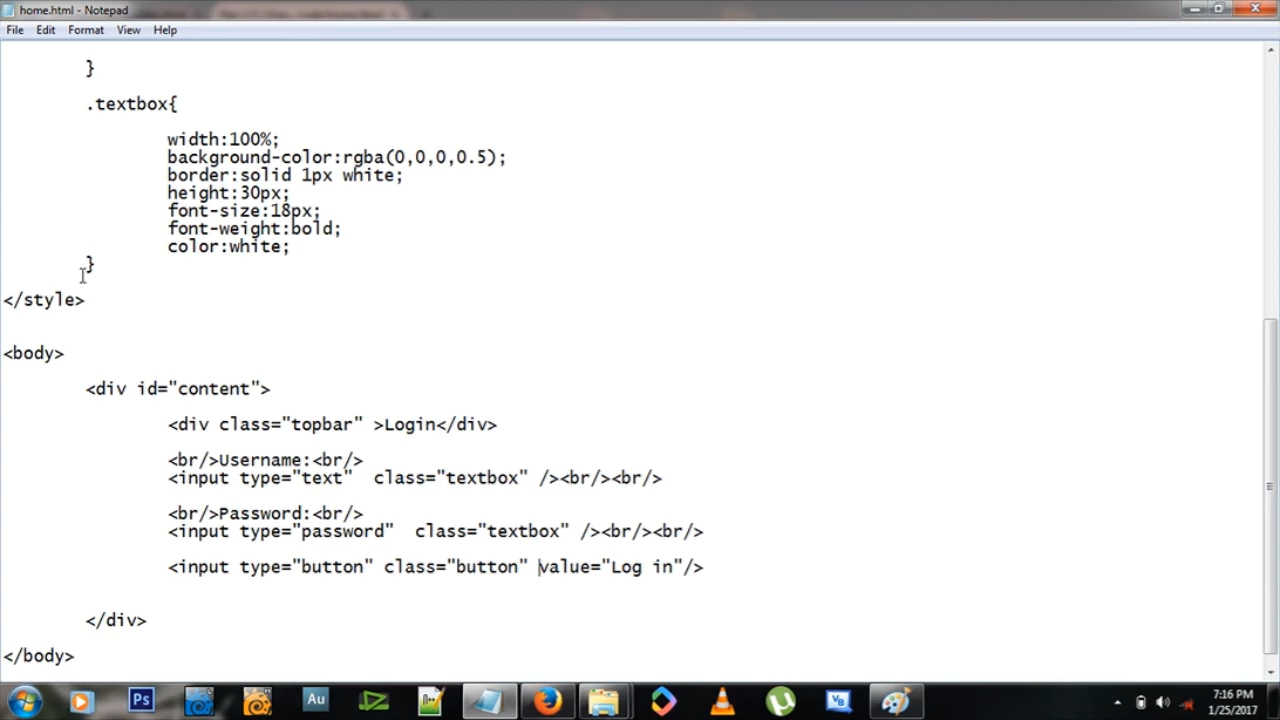 home.html - Notepad
File Edit Format View Help
}
.textbox{
width:100%;
background-color:rgba(0,0,0,0.5);
border:solid 1px white;
height:30px;
font-size:18px;
font-weight:bold;
color:white;
}
</style>
<body>
<div id="content">
<div class="topbar" >Login</div>
<br/>Username:<br/>
<input type="text"  class="textbox" /><br/><br/>
<br/>Password:<br/>
<input type="password"  class="textbox" /><br/><br/>
<input type="button" class="button" value="Log in"/>
</div>
</body>
Ps
Au
7:16 PM
1/25/2017